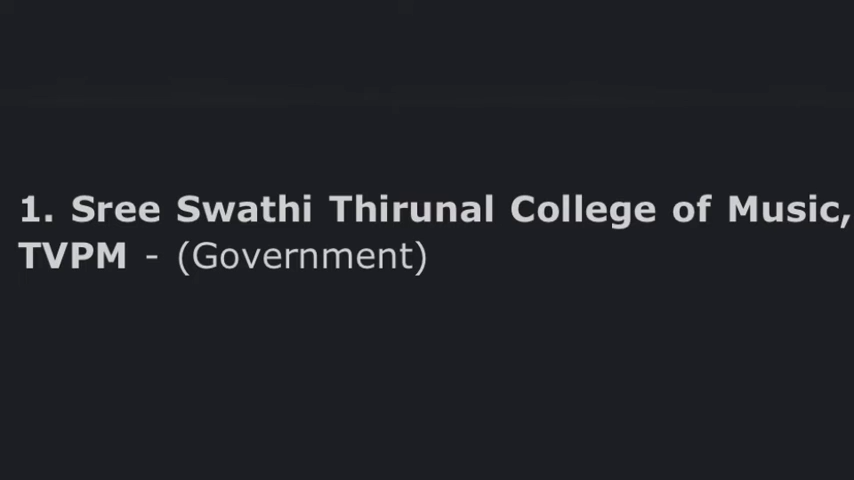 1. Sree Swathi Thirunal College of Music,
TVPM - (Government)